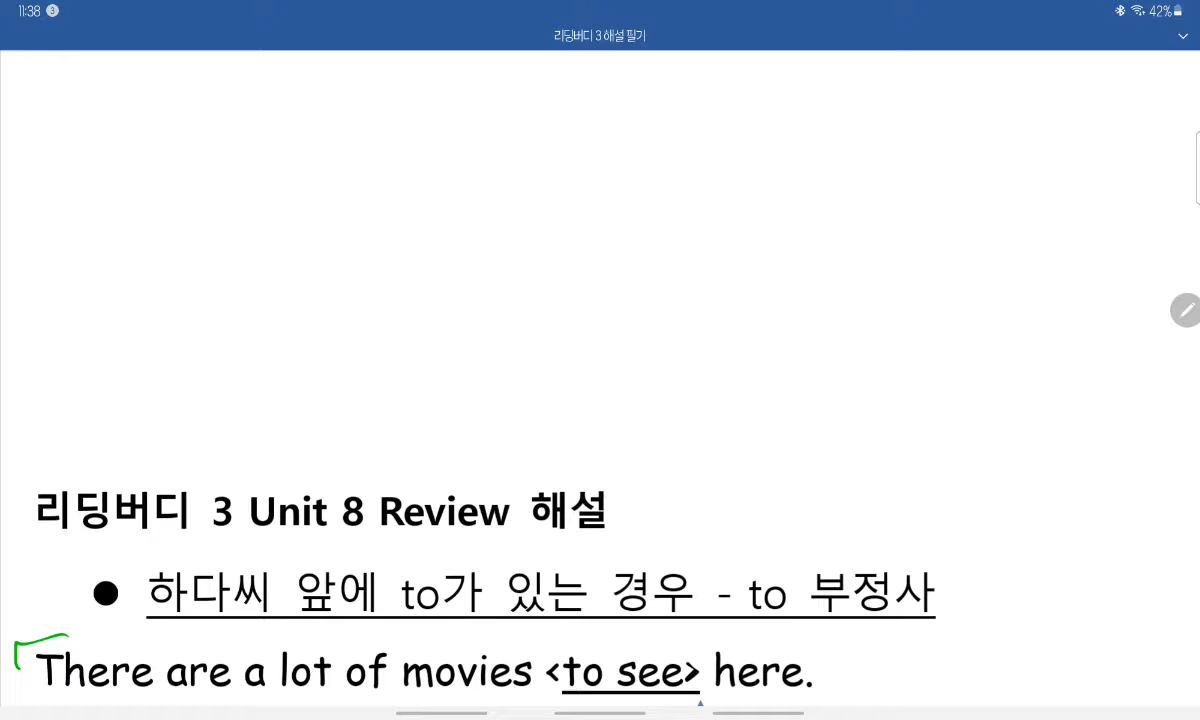 11:38 3 42%
리딩버디 3 해설 필기
리딩버디 3 Unit 8 Review 해설
● 하다씨 앞에 to가 있는 경우 - to 부정사
There are a lot of movies <to see> here.